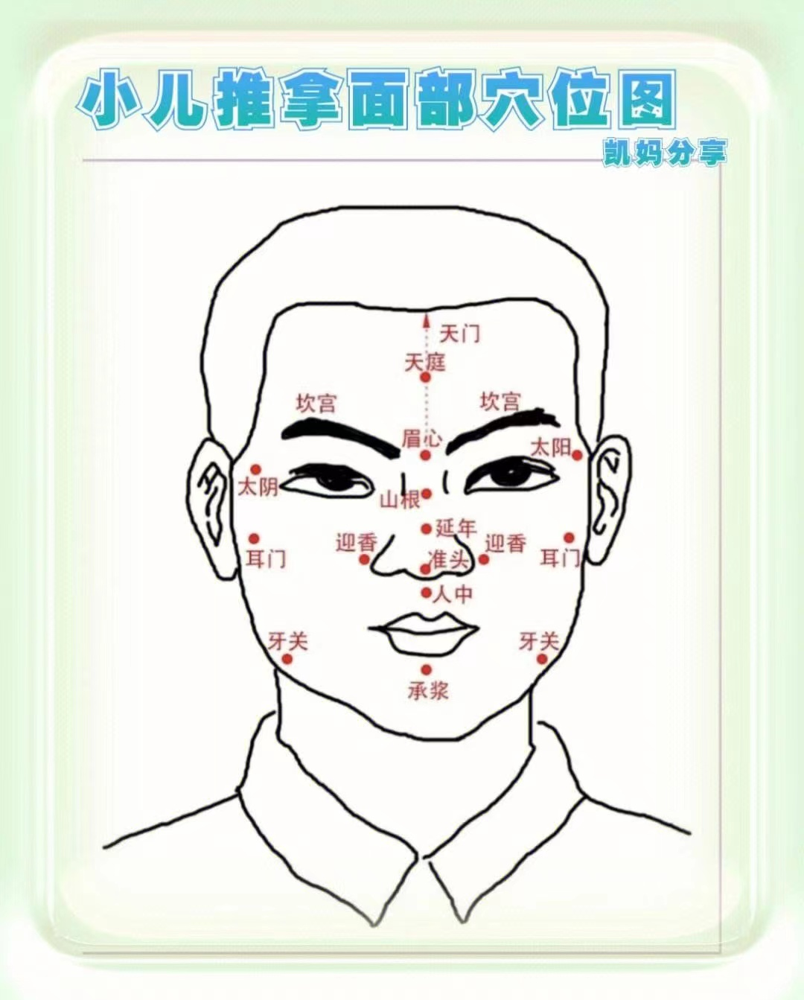 小儿推拿面部穴位图
凯妈分享
天门
天庭
坎宫
坎宫
眉心
太阳
太阴
山根
延年
迎香
迎香
耳门
准头
耳门
人中
牙关
牙关
承浆